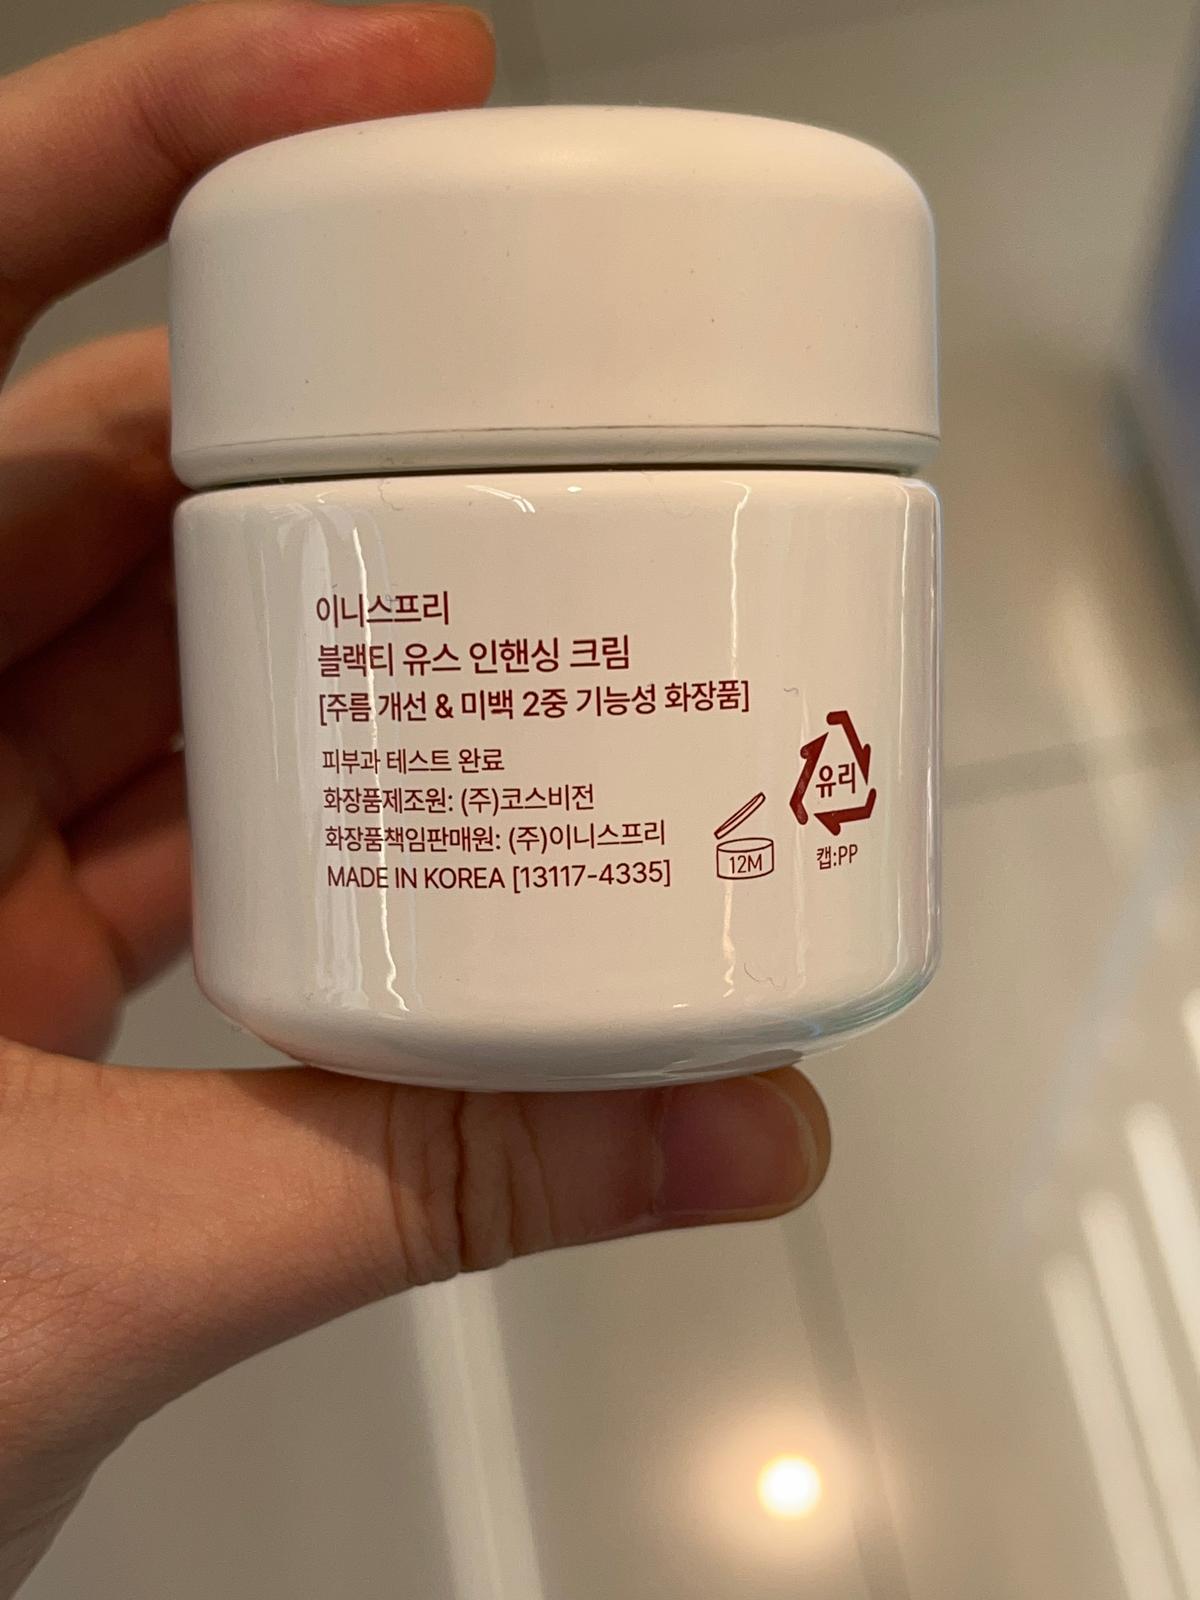 이니스프리
블랙티 유스 인핸싱 크림
[주름 개선 & 미백 2중 기능성 화장품]
피부과 테스트 완료
화장품제조원: (주)코스비전
화장품책임판매원: (주)이니스프리
MADE IN KOREA [13117-4335]
12M
유리
캡:PP